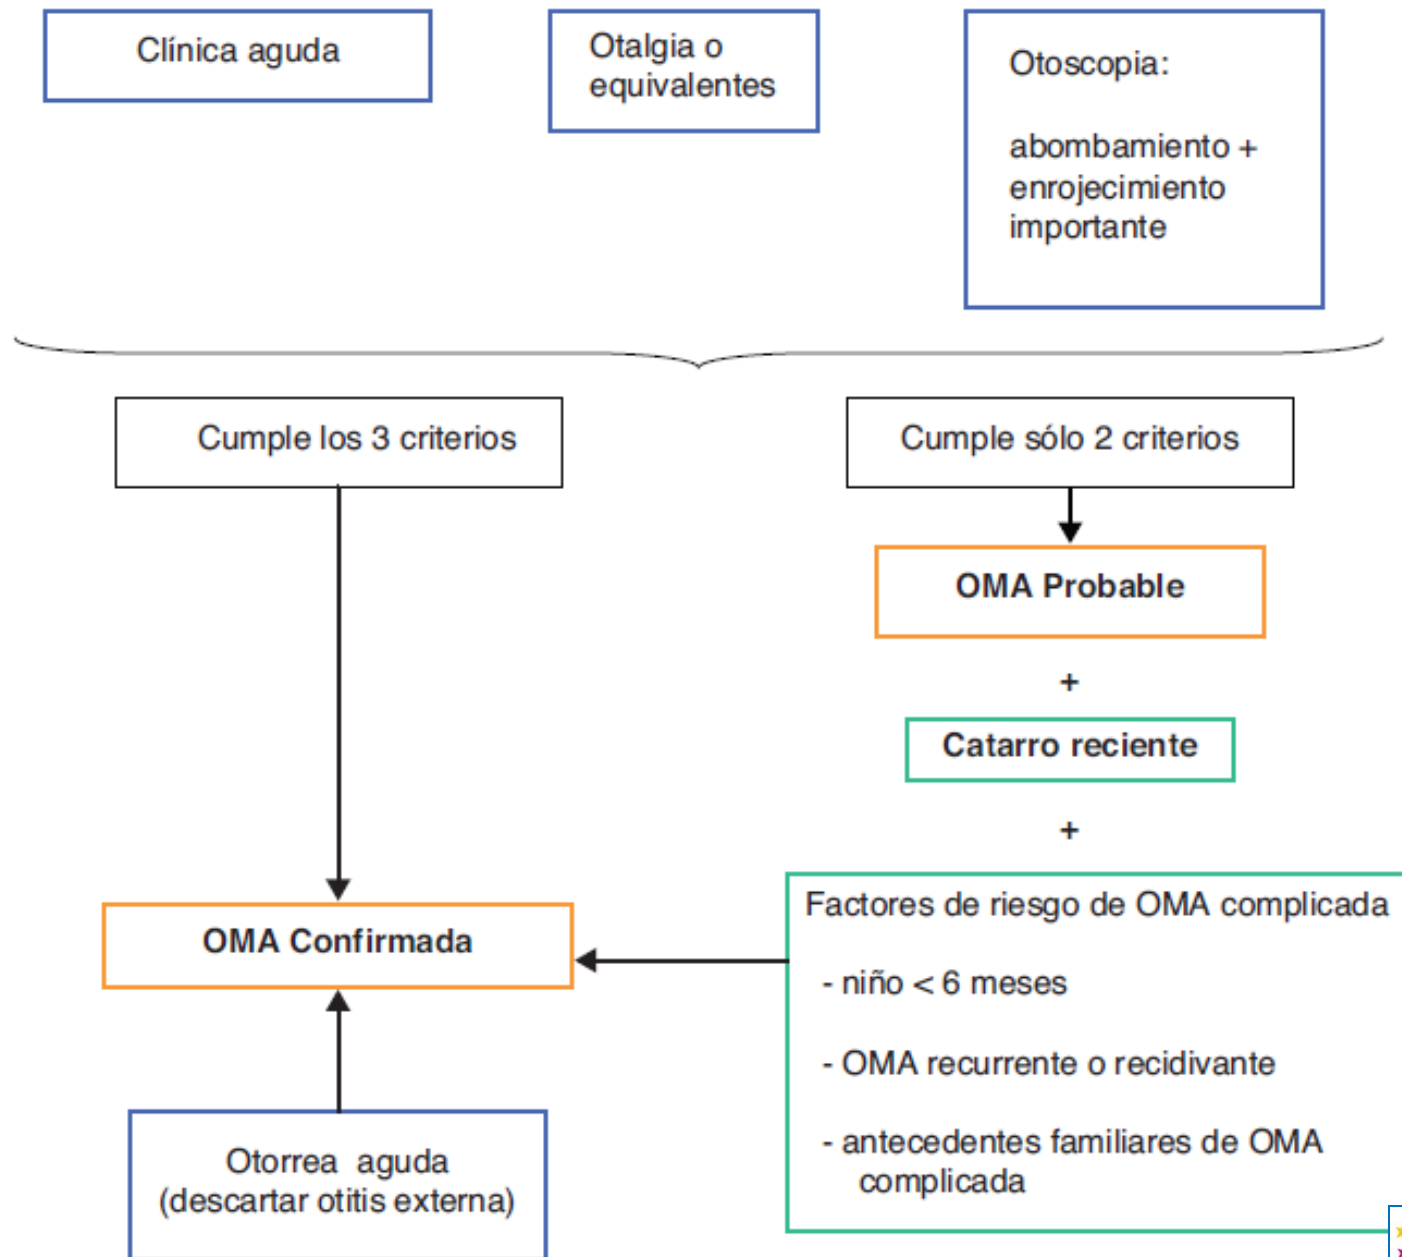 Clínica aguda
Otalgia o
equivalentes
Otoscopia:
abombamiento +
enrojecimiento
importante
Cumple los 3 criterios
Cumple sólo 2 criterios
OMA Probable
+
Catarro reciente
+
Factores de riesgo de OMA complicada
- niño < 6 meses
- OMA recurrente o recidivante
- antecedentes familiares de OMA
complicada
OMA Confirmada
Otorrea aguda
(descartar otitis externa)